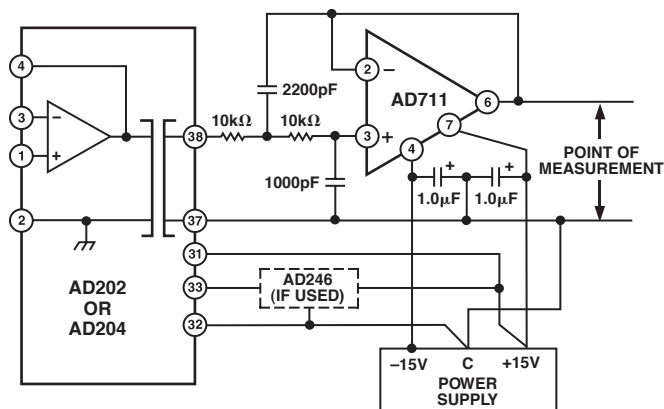 4
3
−
1
+
2
AD202
OR
AD204
38
37
31
33
32
10kΩ
2200pF
10kΩ
1000pF
2
−
3
+
AD711
6
7
4
+
1.0µF
+
1.0µF
POINT OF
MEASUREMENT
AD246
(IF USED)
−15V
C
+15V
POWER
SUPPLY